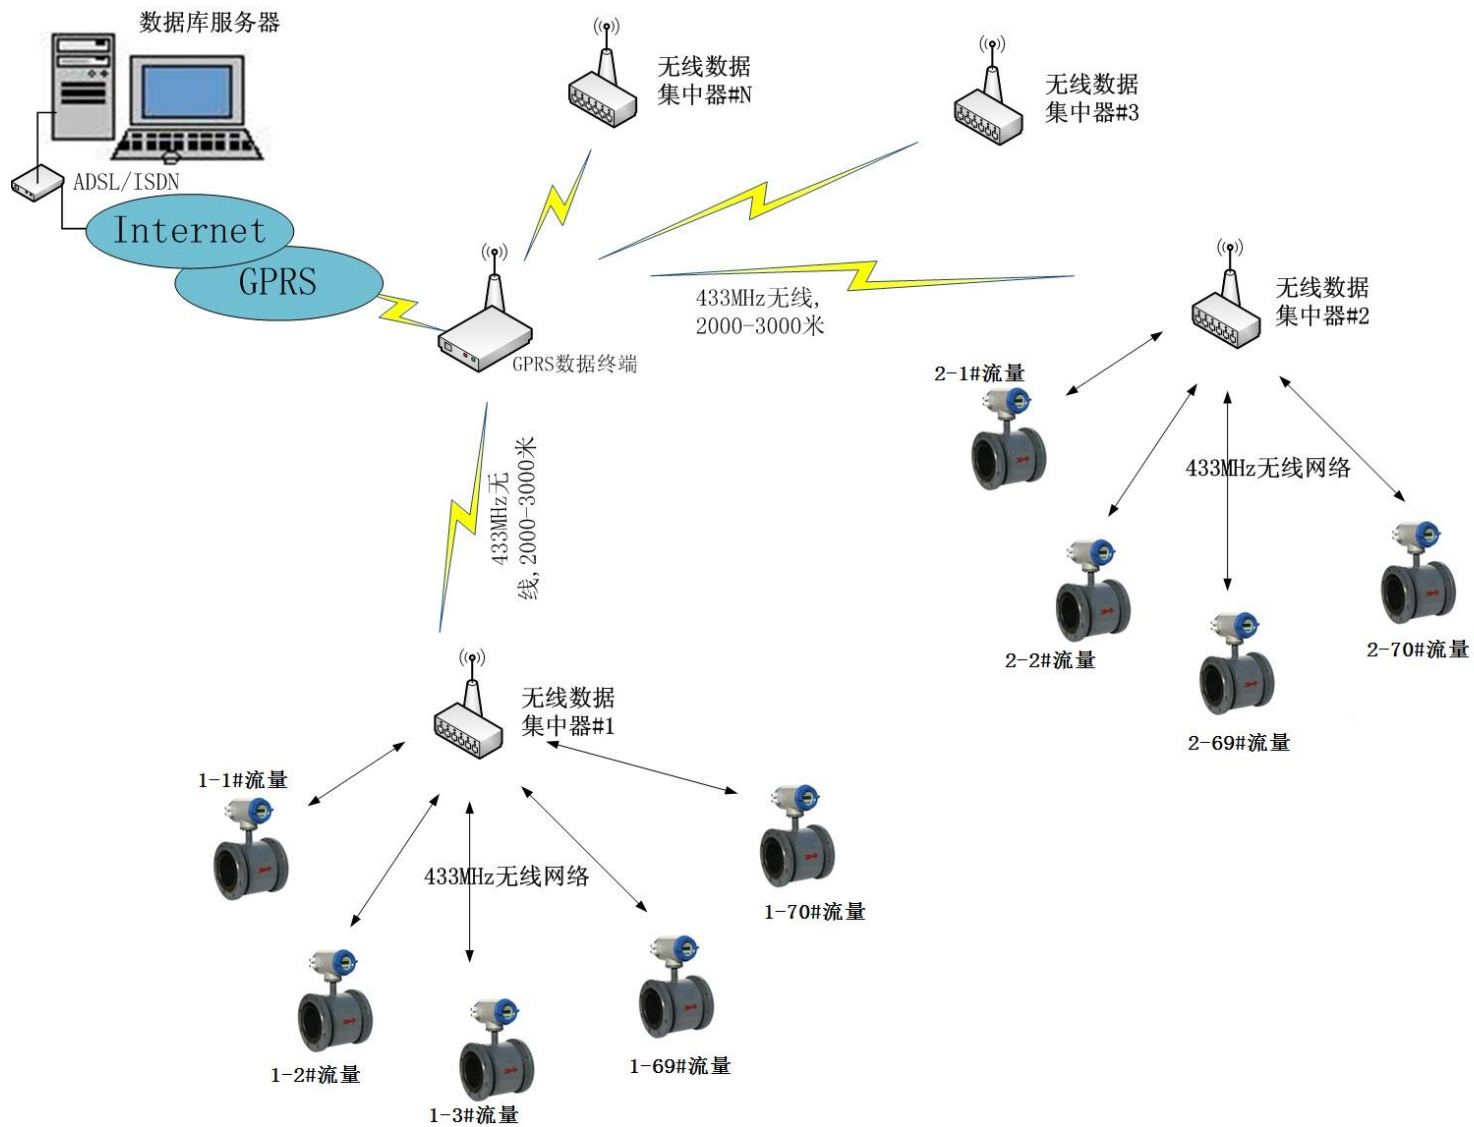 数据库服务器
无线数据
集中器#N
无线数据
集中器#3
ADSL/ISDN
Internet
GPRS
433MHz无线,
2000-3000米
无线数据
集中器#2
GPRS数据终端
2-1#流量
433MHz无
线,2000-3000米
433MHz无线网络
2-2#流量
2-70#流量
2-69#流量
无线数据
集中器#1
1-1#流量
433MHz无线网络
1-70#流量
1-2#流量
1-3#流量
1-69#流量